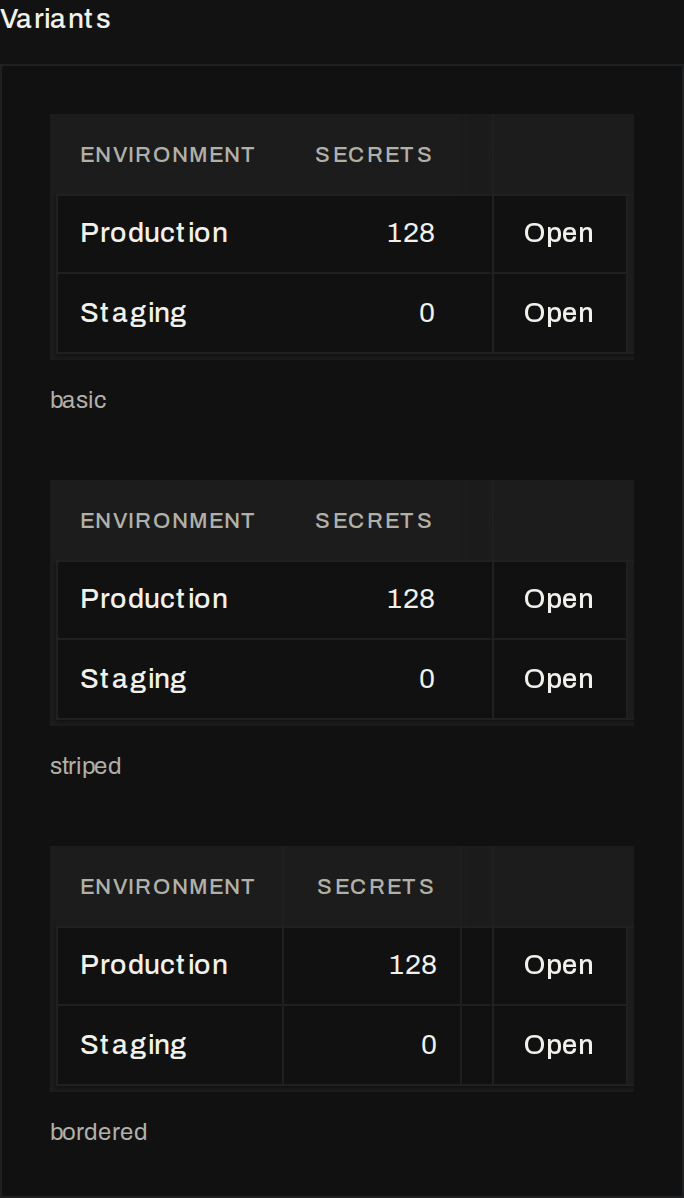 Variants
ENVIRONMENT SECRETS
Production 128 Open
Staging 0 Open
basic
ENVIRONMENT SECRETS
Production 128 Open
Staging 0 Open
striped
ENVIRONMENT SECRETS
Production 128 Open
Staging 0 Open
bordered